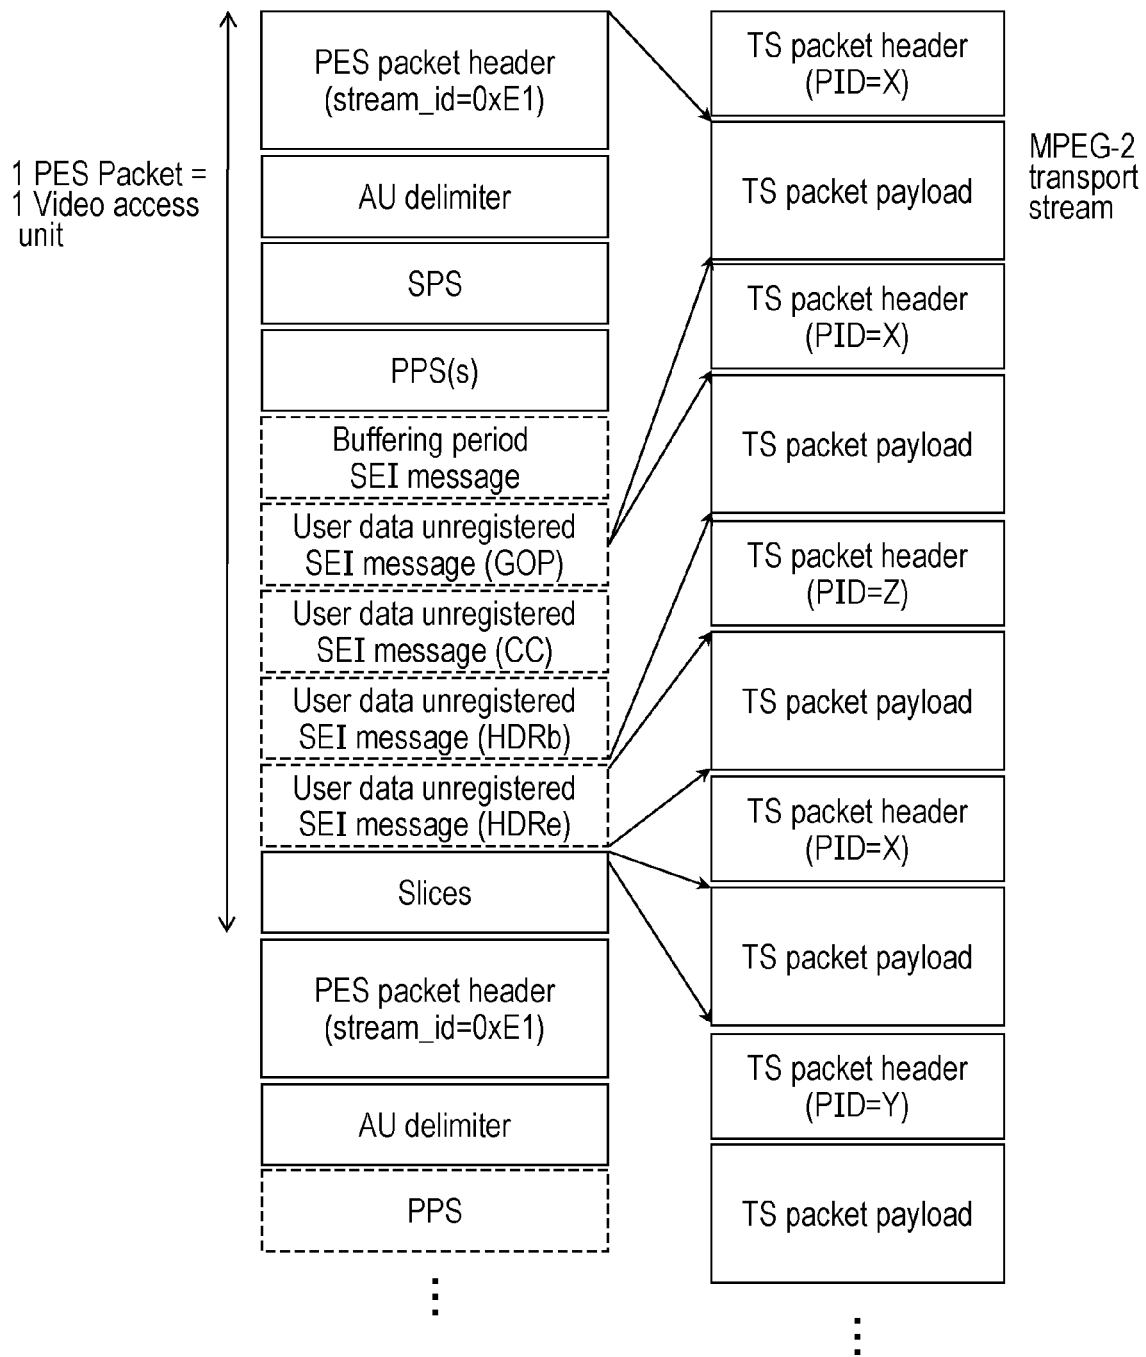 1 PES Packet =
1 Video access
unit
PES packet header
(stream_id=0xE1)
AU delimiter
SPS
PPS(s)
Buffering period
SEI message
User data unregistered
SEI message (GOP)
User data unregistered
SEI message (CC)
User data unregistered
SEI message (HDRb)
User data unregistered
SEI message (HDRe)
Slices
PES packet header
(stream_id=0xE1)
AU delimiter
PPS
TS packet header
(PID=X)
TS packet payload
TS packet header
(PID=X)
TS packet payload
TS packet header
(PID=Z)
TS packet payload
TS packet header
(PID=X)
TS packet payload
TS packet header
(PID=Y)
TS packet payload
MPEG-2
transport
stream